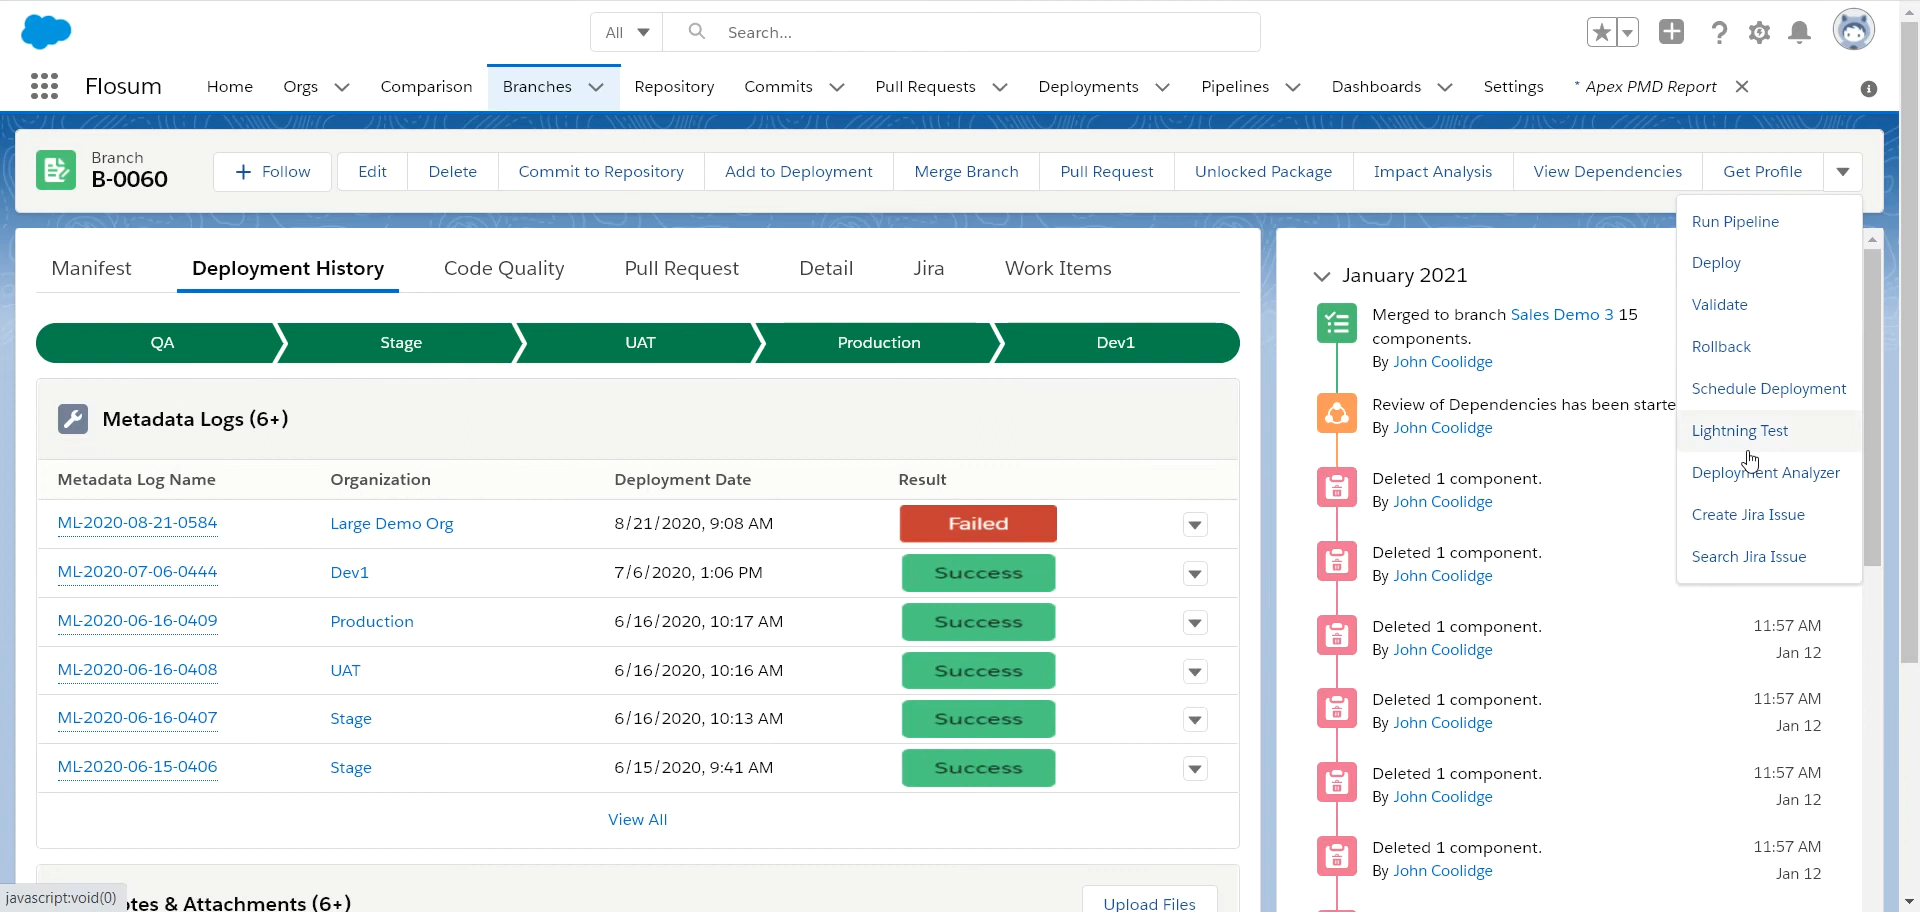 All
Search...
Flosum
Home
Orgs
Comparison
Branches
Repository
Commits
Pull Requests
Deployments
Pipelines
Dashboards
Settings
* Apex PMD Report
Branch
B-0060
Follow
Edit
Delete
Commit to Repository
Add to Deployment
Merge Branch
Pull Request
Unlocked Package
Impact Analysis
View Dependencies
Get Profile
Run Pipeline
Deploy
Validate
Rollback
Schedule Deployment
Lightning Test
Deployment Analyzer
Create Jira Issue
Search Jira Issue
Manifest
Deployment History
Code Quality
Pull Request
Detail
Jira
Work Items
QA
Stage
UAT
Production
Dev1
Metadata Logs (6+)
Metadata Log Name Organization Deployment Date Result
ML-2020-08-21-0584 Large Demo Org 8/21/2020, 9:08 AM Failed
ML-2020-07-06-0444 Dev1 7/6/2020, 1:06 PM Success
ML-2020-06-16-0409 Production 6/16/2020, 10:17 AM Success
ML-2020-06-16-0408 UAT 6/16/2020, 10:16 AM Success
ML-2020-06-16-0407 Stage 6/16/2020, 10:13 AM Success
ML-2020-06-15-0406 Stage 6/15/2020, 9:41 AM Success
View All
otes & Attachments (6+)
Upload Files
javascript:void(0)
January 2021
Merged to branch Sales Demo 3 15
components.
By John Coolidge
Review of Dependencies has been starte
By John Coolidge
Deleted 1 component.
By John Coolidge
Deleted 1 component.
By John Coolidge
Deleted 1 component. 11:57 AM
By John Coolidge Jan 12
Deleted 1 component. 11:57 AM
By John Coolidge Jan 12
Deleted 1 component. 11:57 AM
By John Coolidge Jan 12
Deleted 1 component. 11:57 AM
By John Coolidge Jan 12